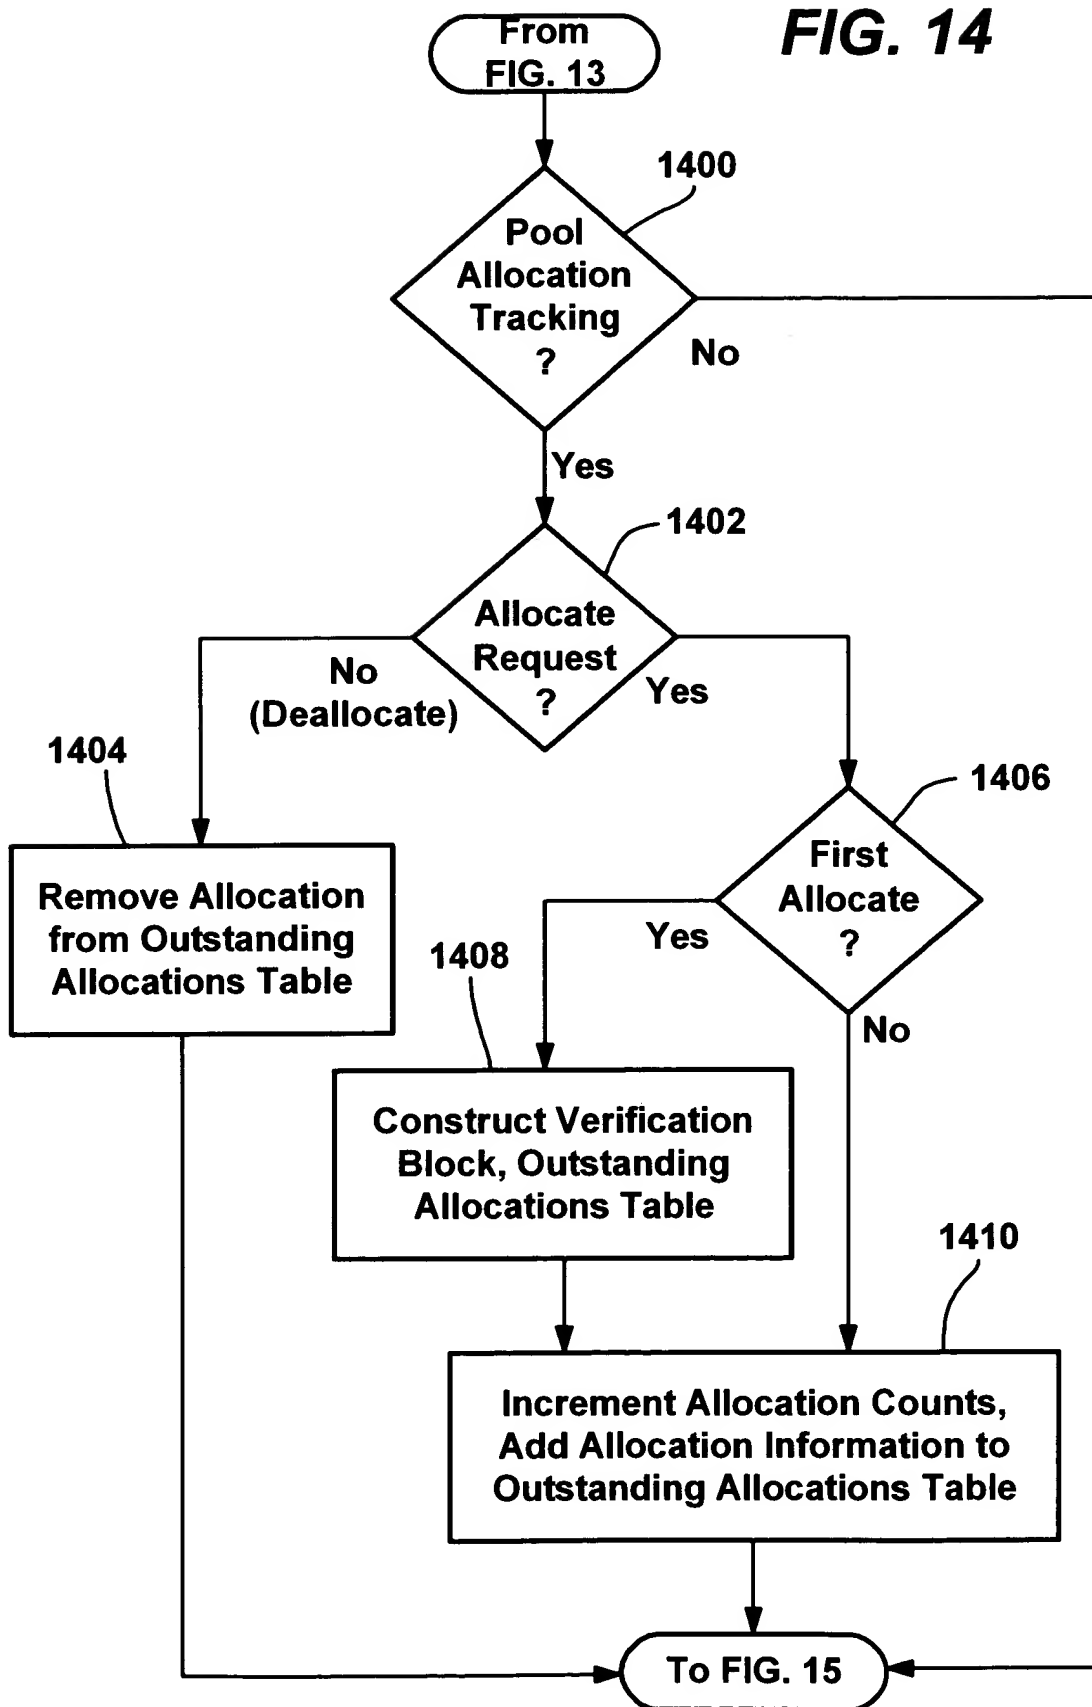 FIG. 14
From
FIG. 13
1400
Pool
Allocation
Tracking
?
No
Yes
1402
Allocate
Request
?
No
(Deallocate)
Yes
1404
1406
Remove Allocation
from Outstanding
Allocations Table
First
Allocate
?
Yes
No
1408
Construct Verification
Block, Outstanding
Allocations Table
1410
Increment Allocation Counts,
Add Allocation Information to
Outstanding Allocations Table
To FIG. 15